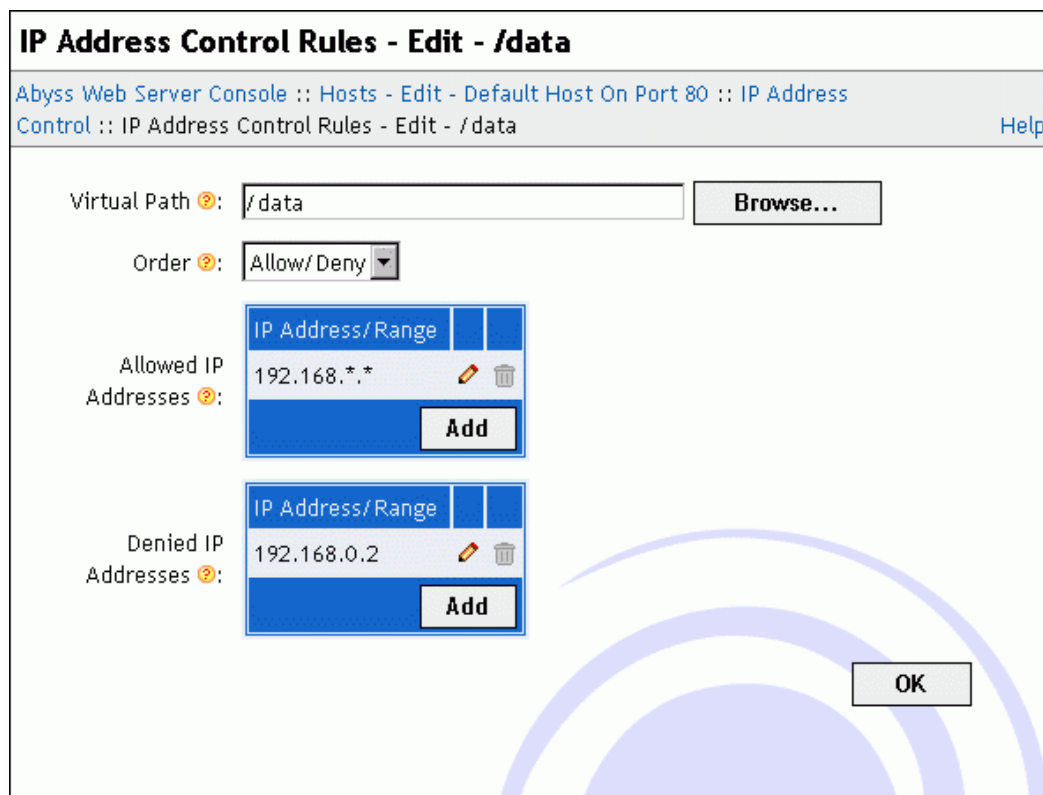 IP Address Control Rules - Edit - /data
Abyss Web Server Console :: Hosts - Edit - Default Host On Port 80 :: IP Address
Control :: IP Address Control Rules - Edit - /data
Help
Virtual Path ?: /data Browse...
Order ?: Allow/Deny
IP Address/Range
Allowed IP
Addresses ?:
192.168.*.*
Add
IP Address/Range
Denied IP
Addresses ?:
192.168.0.2
Add
OK